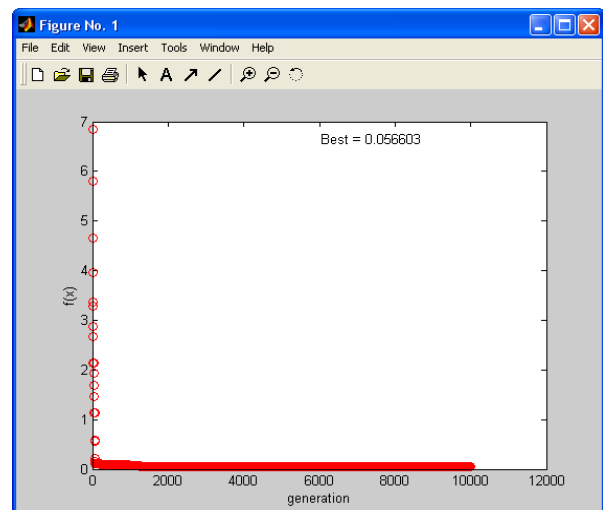 Figure No. 1
File Edit View Insert Tools Window Help
A
Best = 0.056603
7
6
5
4
3
2
1
0
f(x)
0 2000 4000 6000 8000 10000 12000
generation